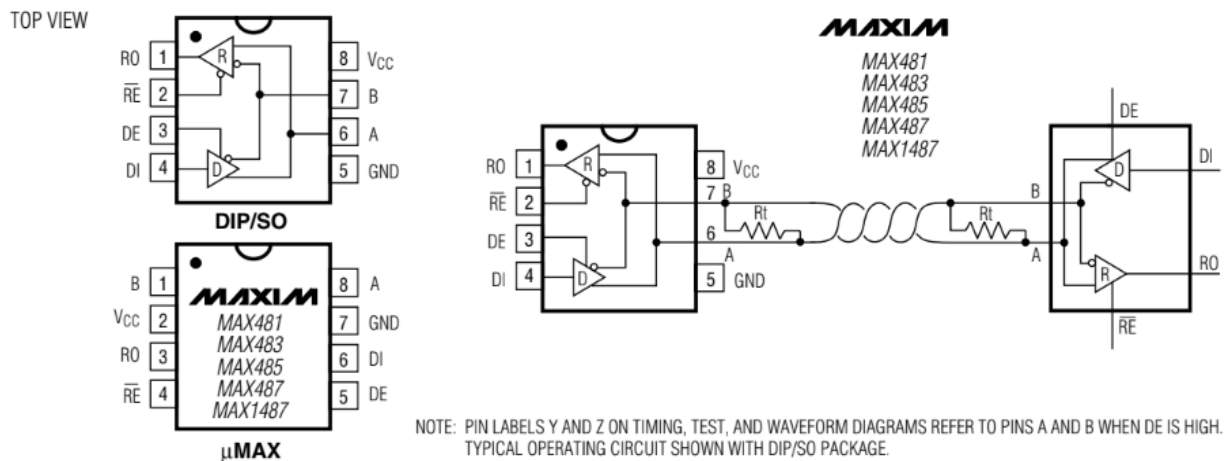 TOP VIEW
RO 1
RE 2
DE 3
DI 4
8 VCC
7 B
6 A
5 GND
R
D
DIP/SO
B 1
VCC 2
RO 3
RE 4
8 A
7 GND
6 DI
5 DE
MAXIM
MAX481
MAX483
MAX485
MAX487
MAX1487
µMAX
MAXIM
MAX481
MAX483
MAX485
MAX487
MAX1487
RO 1
RE 2
DE 3
DI 4
R
D
8 VCC
7 B
6
A
5 GND
Rt
Rt
B
A
DE
D
DI
R
RO
RE
NOTE: PIN LABELS Y AND Z ON TIMING, TEST, AND WAVEFORM DIAGRAMS REFER TO PINS A AND B WHEN DE IS HIGH.
TYPICAL OPERATING CIRCUIT SHOWN WITH DIP/SO PACKAGE.